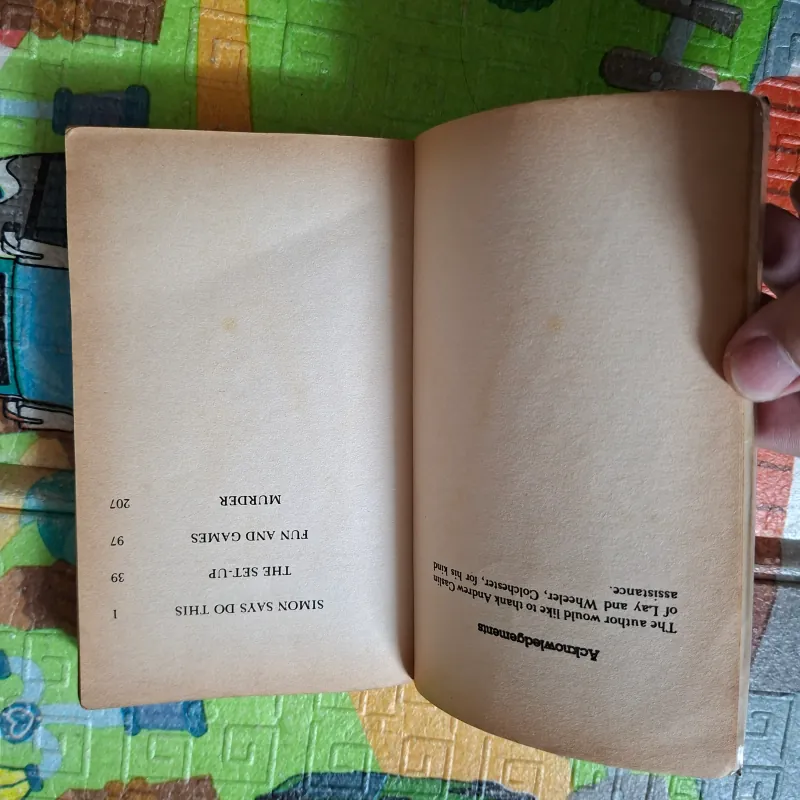 Acknowledgements
The author would like to thank Andrew Caslin
of Lay and Wheeler, Colchester, for his kind
assistance.
SIMON SAYS DO THIS 1
THE SET-UP 39
FUN AND GAMES 97
MURDER 207